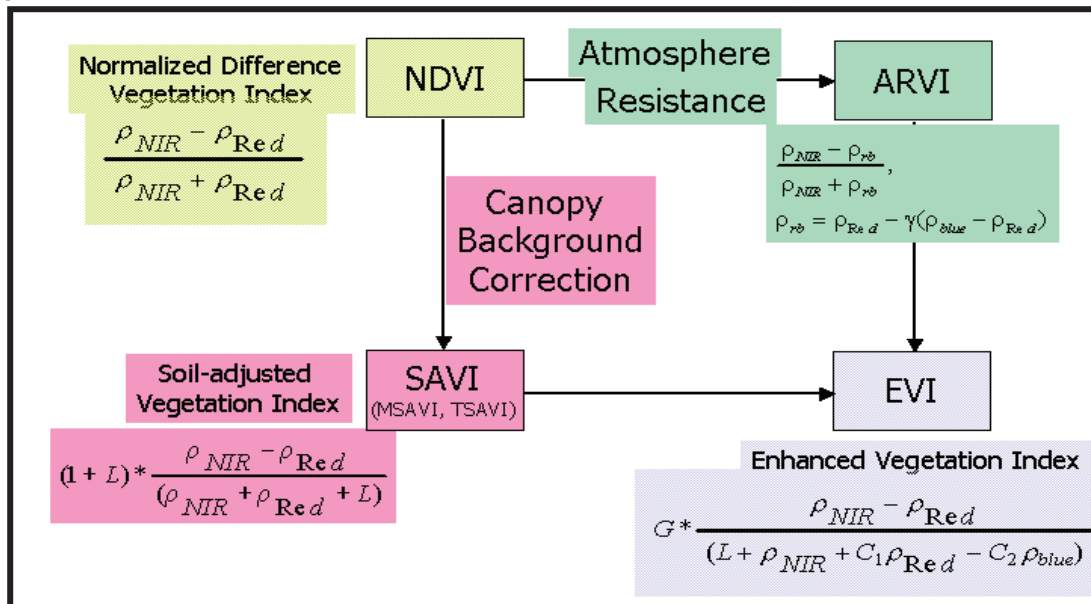 Normalized Difference
Vegetation Index
ρNIR − ρRed
ρNIR + ρRed
NDVI
Atmosphere
Resistance
ARVI
ρNIR − ρrb,
ρNIR + ρrb
ρrb = ρRed − γ(ρblue − ρRed)
Canopy
Background
Correction
Soil-adjusted
Vegetation Index
(1 + L) * ρNIR − ρRed
(ρNIR + ρRed + L)
SAVI
(MSAVI, TSAVI)
EVI
Enhanced Vegetation Index
G* ρNIR − ρRed
(L + ρNIR + C1ρRed − C2ρblue)